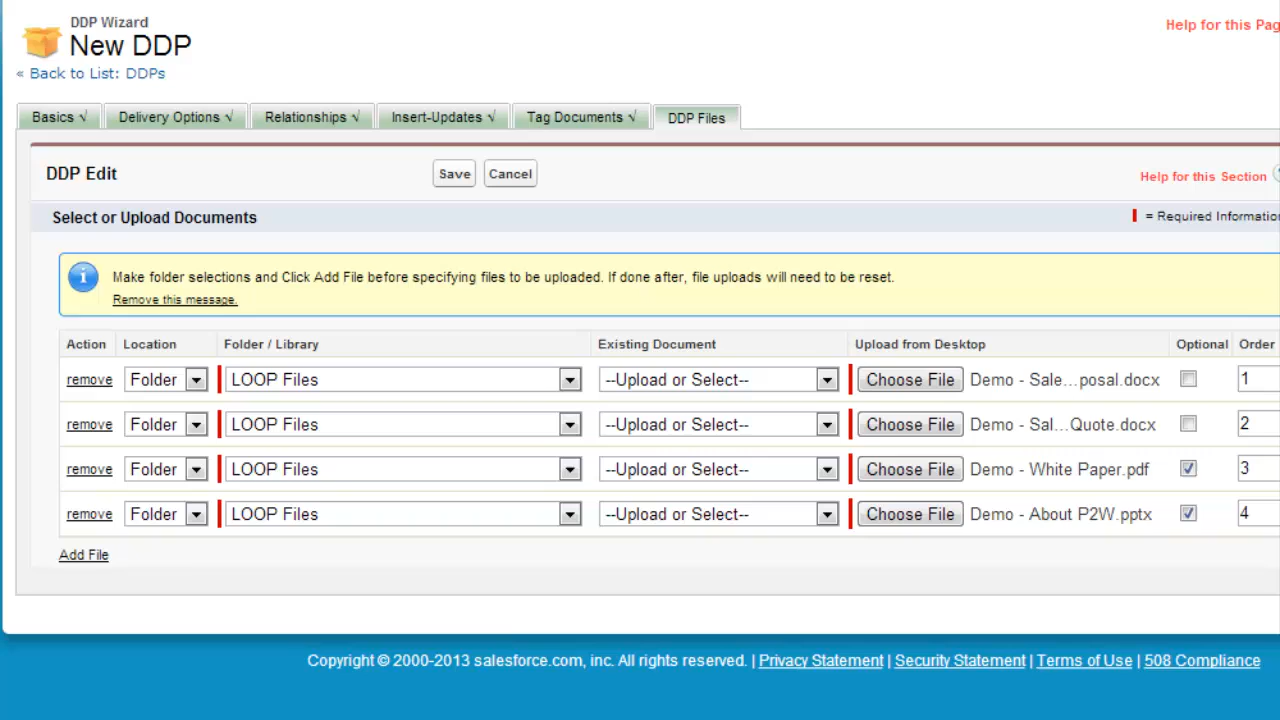 DDP Wizard
New DDP
Help for this Pag
« Back to List: DDPs
Basics √ Delivery Options √ Relationships √ Insert-Updates √ Tag Documents √ DDP Files
DDP Edit Save Cancel Help for this Section
Select or Upload Documents = Required Informatio
Make folder selections and Click Add File before specifying files to be uploaded. If done after, file uploads will need to be reset.
Remove this message.
Action Location Folder / Library Existing Document Upload from Desktop Optional Order
remove Folder LOOP Files --Upload or Select-- Choose File Demo - Sale...posal.docx 1
remove Folder LOOP Files --Upload or Select-- Choose File Demo - Sal...Quote.docx 2
remove Folder LOOP Files --Upload or Select-- Choose File Demo - White Paper.pdf 3
remove Folder LOOP Files --Upload or Select-- Choose File Demo - About P2W.pptx 4
Add File
Copyright © 2000-2013 salesforce.com, inc. All rights reserved. | Privacy Statement | Security Statement | Terms of Use | 508 Compliance